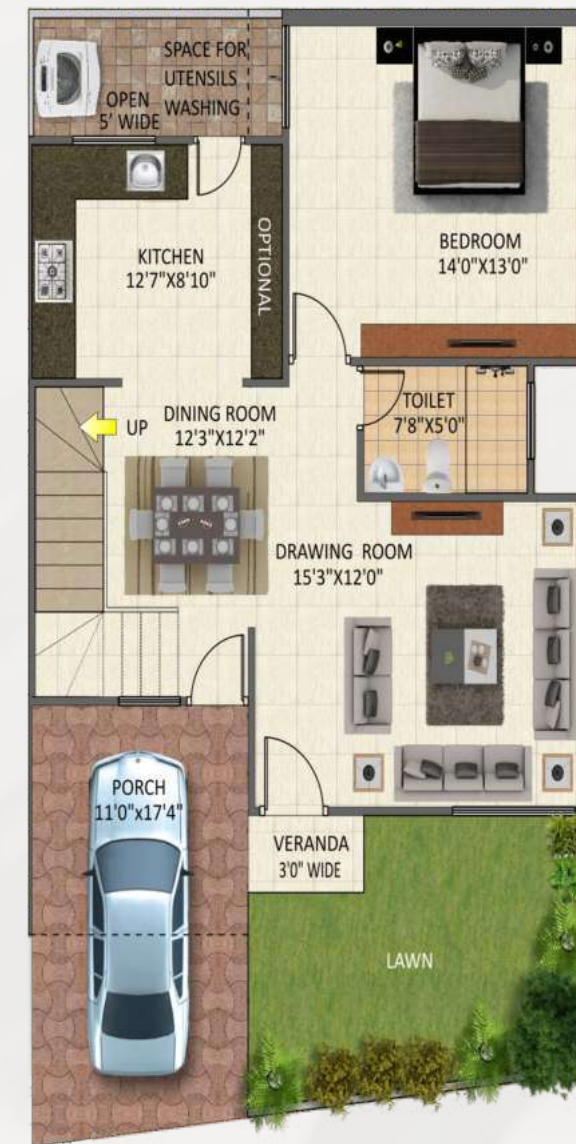 SPACE FOR
UTENSILS
WASHING
OPEN
5' WIDE
KITCHEN
12'7"X8'10"
OPTIONAL
BEDROOM
14'0"X13'0"
UP
DINING ROOM
12'3"X12'2"
TOILET
7'8"X5'0"
DRAWING ROOM
15'3"X12'0"
PORCH
11'0"x17'4"
VERANDA
3'0" WIDE
LAWN